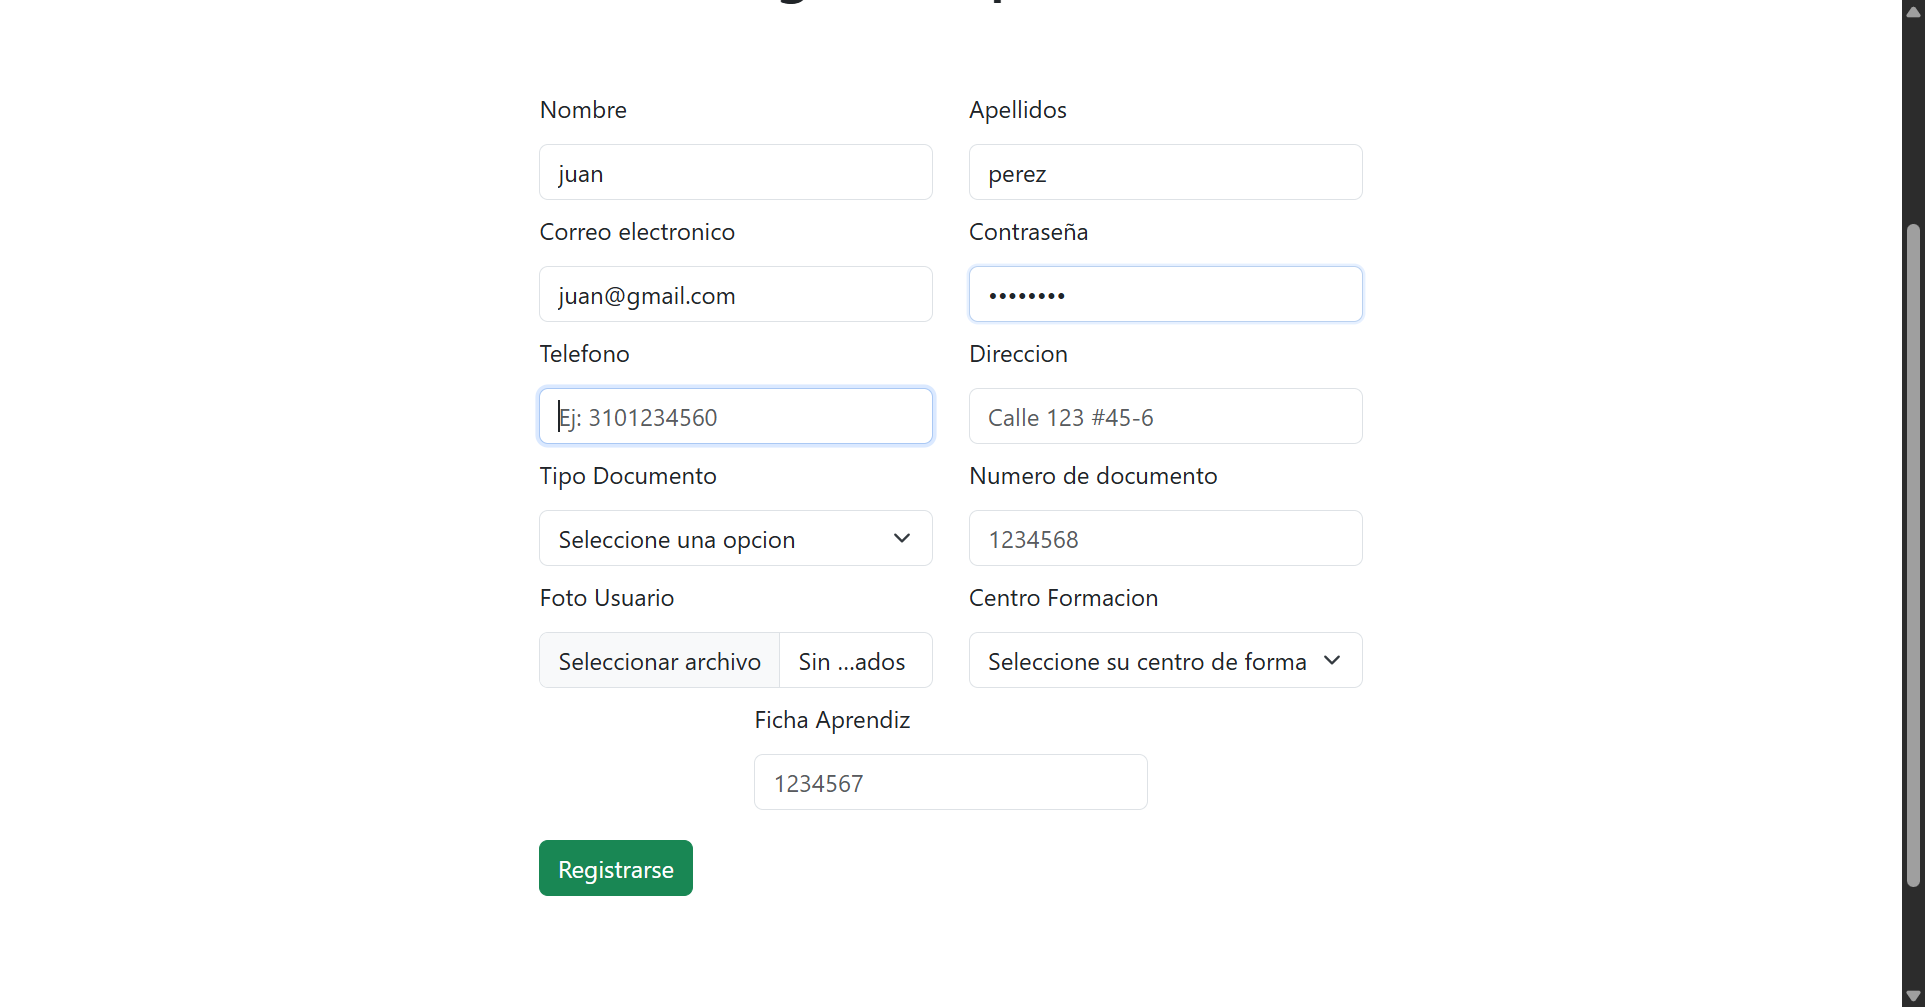 Nombre
Apellidos
juan
perez
Correo electronico
Contraseña
juan@gmail.com
••••••••
Telefono
Direccion
Ej: 3101234560
Calle 123 #45-6
Tipo Documento
Numero de documento
Seleccione una opcion
1234568
Foto Usuario
Centro Formacion
Seleccionar archivo
Sin ...ados
Seleccione su centro de forma
Ficha Aprendiz
1234567
Registrarse